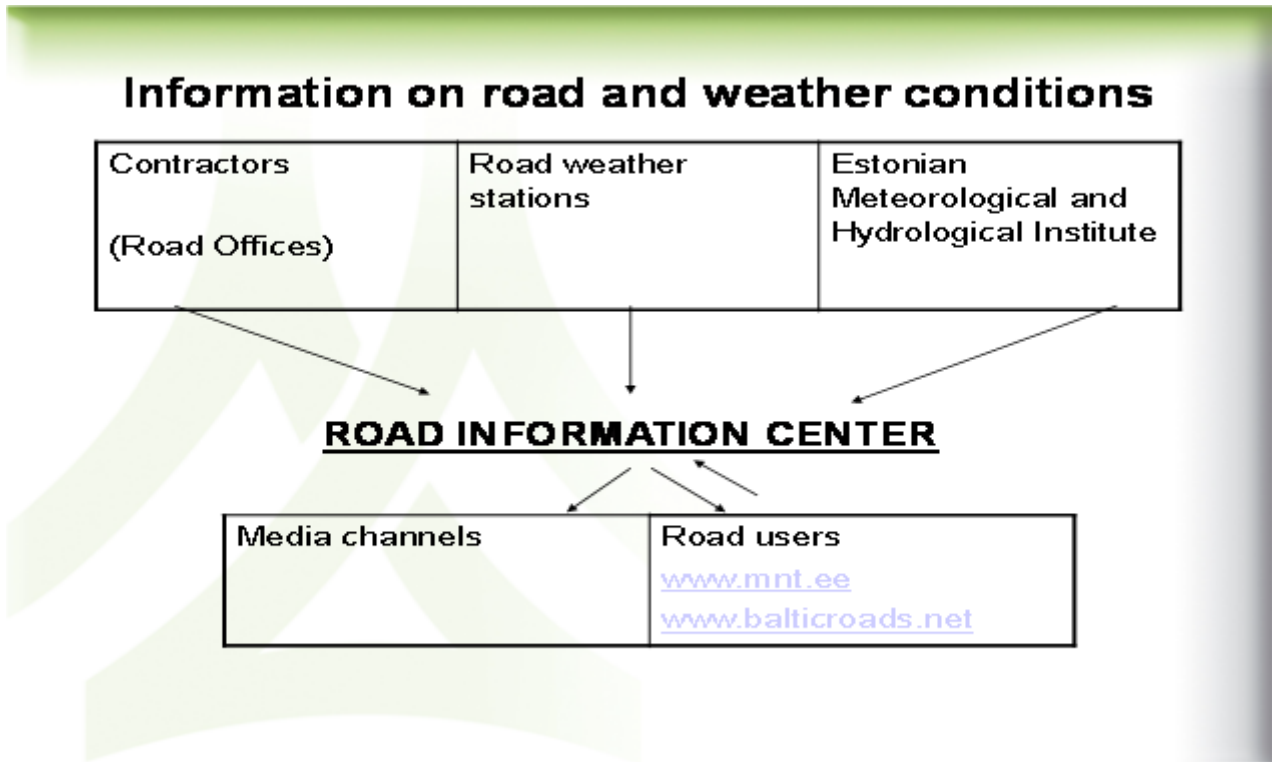 Information on road and weather conditions
Contractors
(Road Offices)
Road weather
stations
Estonian
Meteorological and
Hydrological Institute
ROAD INFORMATION CENTER
Media channels
Road users
www.mnt.ee
www.balticroads.net